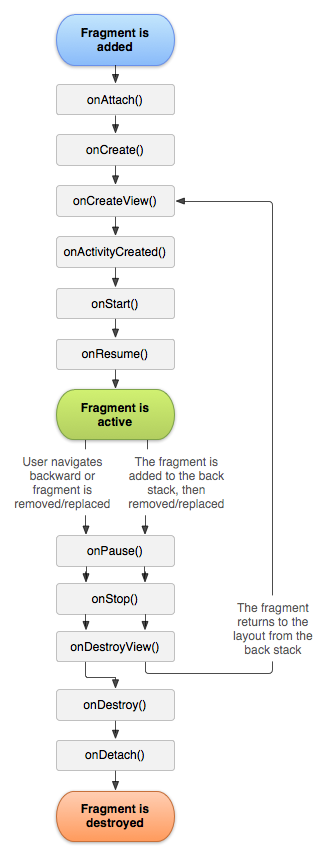 Fragment is
added
onAttach()
onCreate()
onCreateView()
onActivityCreated()
onStart()
onResume()
Fragment is
active
User navigates
backward or
fragment is
removed/replaced
The fragment is
added to the back
stack, then
removed/replaced
onPause()
onStop()
onDestroyView()
The fragment
returns to the
layout from the
back stack
onDestroy()
onDetach()
Fragment is
destroyed